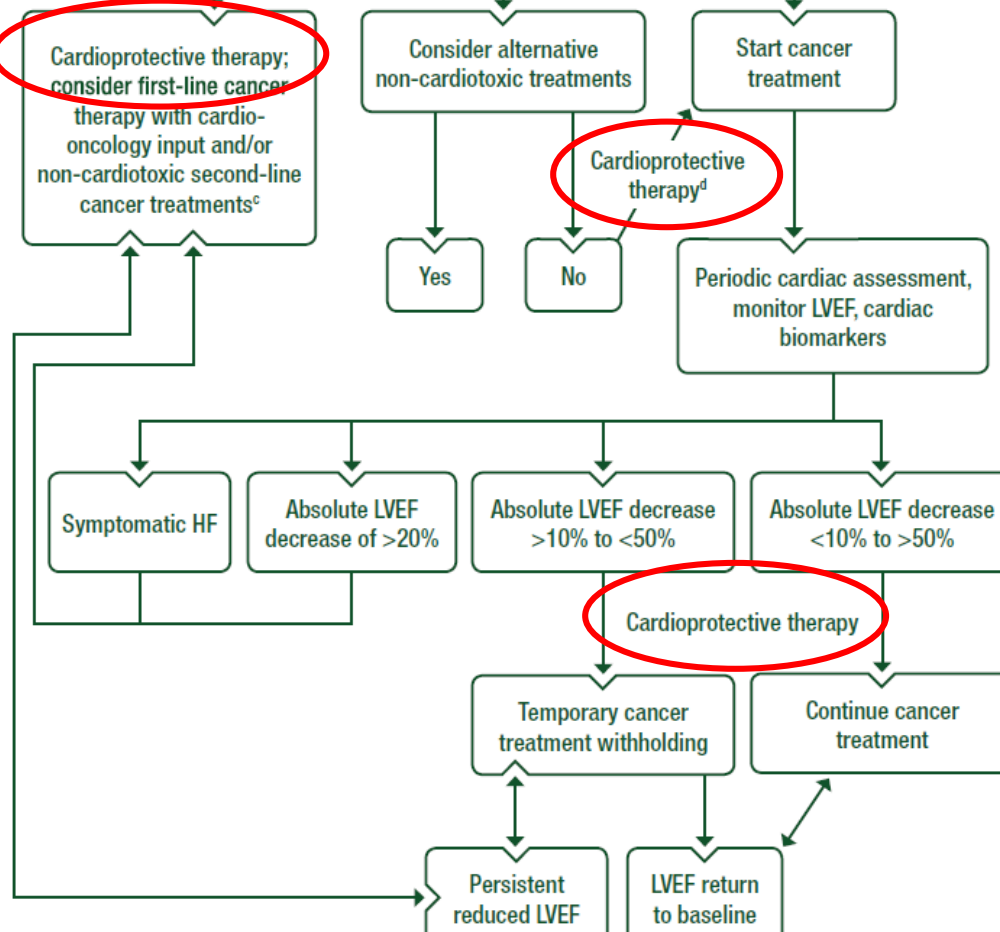 Cardioprotective therapy;
consider first-line cancer
therapy with cardio-
oncology input and/or
non-cardiotoxic second-line
cancer treatmentsᶜ
Consider alternative
non-cardiotoxic treatments
Start cancer
treatment
Cardioprotective
therapyᵈ
Yes
No
Periodic cardiac assessment,
monitor LVEF, cardiac
biomarkers
Symptomatic HF
Absolute LVEF
decrease of >20%
Absolute LVEF decrease
>10% to <50%
Absolute LVEF decrease
<10% to >50%
Cardioprotective therapy
Temporary cancer
treatment withholding
Continue cancer
treatment
Persistent
reduced LVEF
LVEF return
to baseline